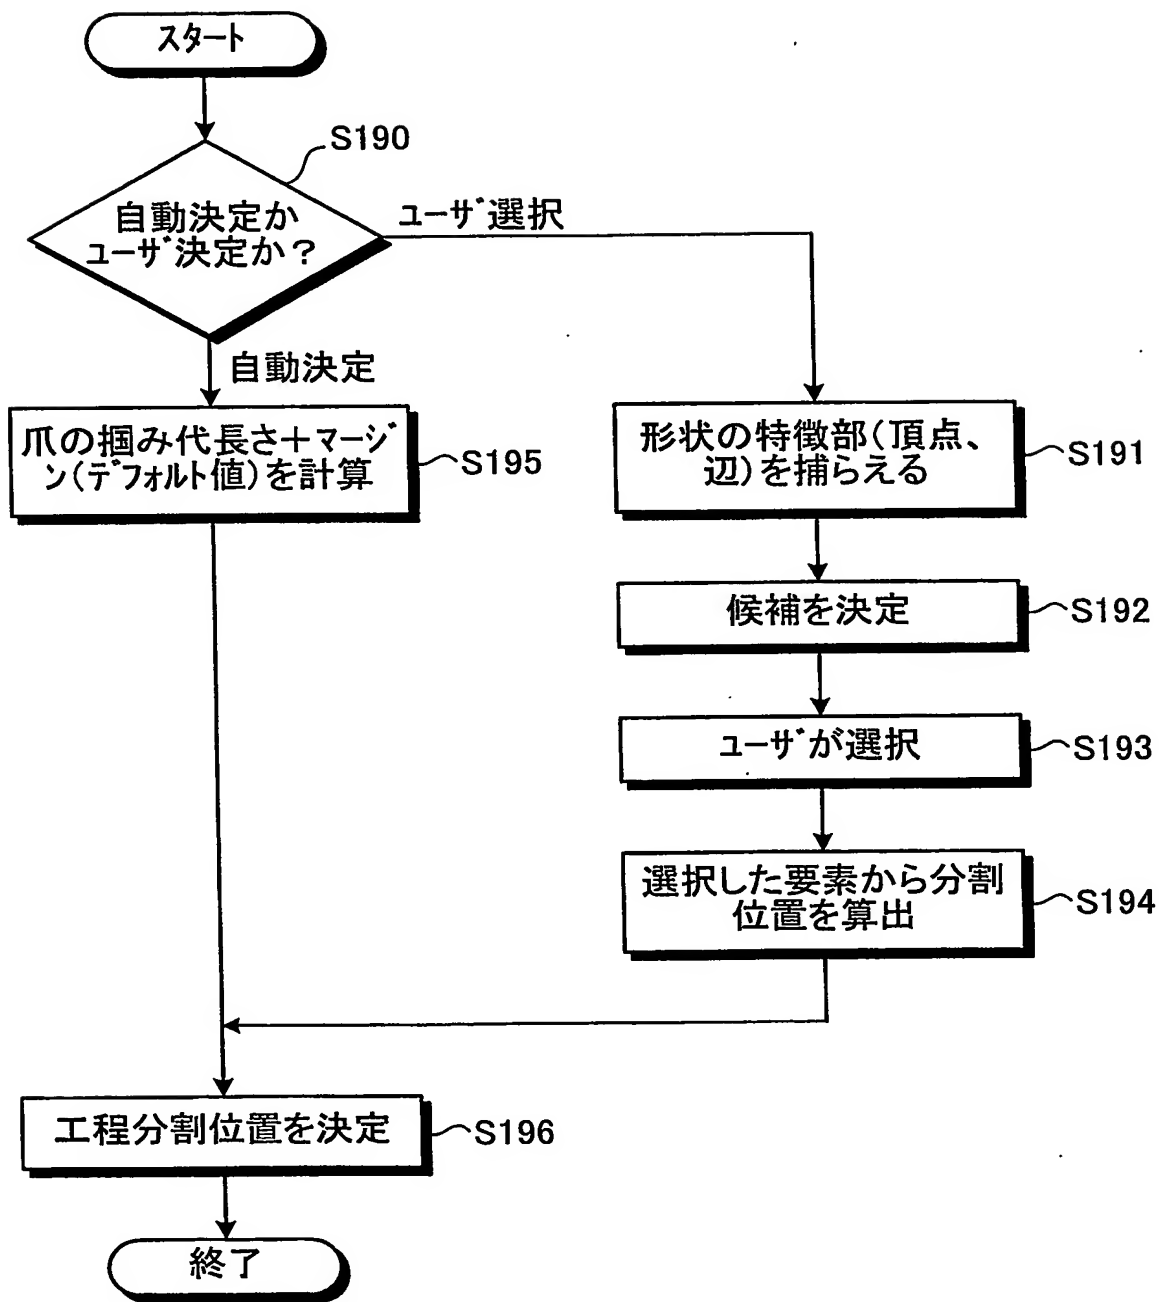 スタート
S190
自動決定か
ﾕｰｻﾞ決定か？
ﾕｰｻﾞ選択
自動決定
爪の掴み代長さ＋マージ
ン(ﾃﾞﾌｫﾙﾄ値)を計算
S195
形状の特徴部(頂点、
辺)を捕らえる
S191
候補を決定
S192
ﾕｰｻﾞが選択
S193
選択した要素から分割
位置を算出
S194
工程分割位置を決定
S196
終了